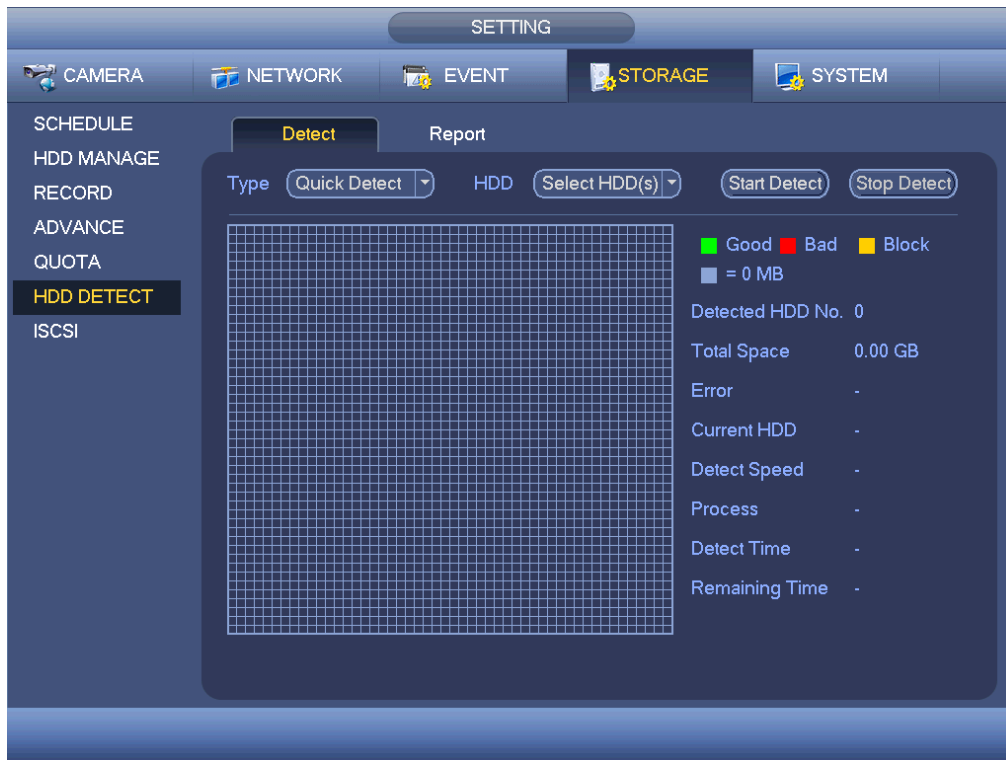 SETTING
CAMERA NETWORK EVENT STORAGE SYSTEM
SCHEDULE
HDD MANAGE
RECORD
ADVANCE
QUOTA
HDD DETECT
ISCSI
Detect Report
Type Quick Detect HDD Select HDD(s) Start Detect Stop Detect
Good Bad Block
= 0 MB
Detected HDD No. 0
Total Space 0.00 GB
Error -
Current HDD -
Detect Speed -
Process -
Detect Time -
Remaining Time -